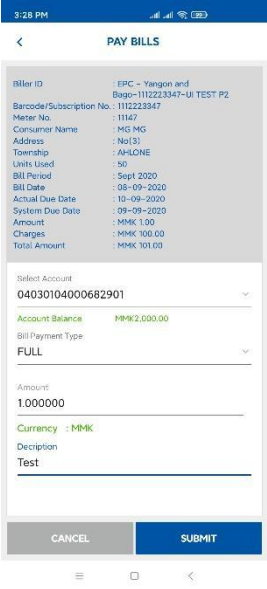 3:28 PM
PAY BILLS
Biller ID : EPC - Yangon and
Bago-1112223347-UI TEST P2
Barcode/Subscription No. : 1112223347
Meter No. : 11147
Consumer Name : MG MG
Address : No(3)
Township : AHLONE
Units Used : 50
Bill Period : Sept 2020
Bill Date : 08-09-2020
Actual Due Date : 10-09-2020
System Due Date : 09-09-2020
Amount : MMK 1.00
Charges : MMK 100.00
Total Amount : MMK 101.00
Select Account
04030104000682901
Account Balance MMK2,000.00
Bill Payment Type
FULL
Amount
1.000000
Currency : MMK
Decription
Test
CANCEL SUBMIT